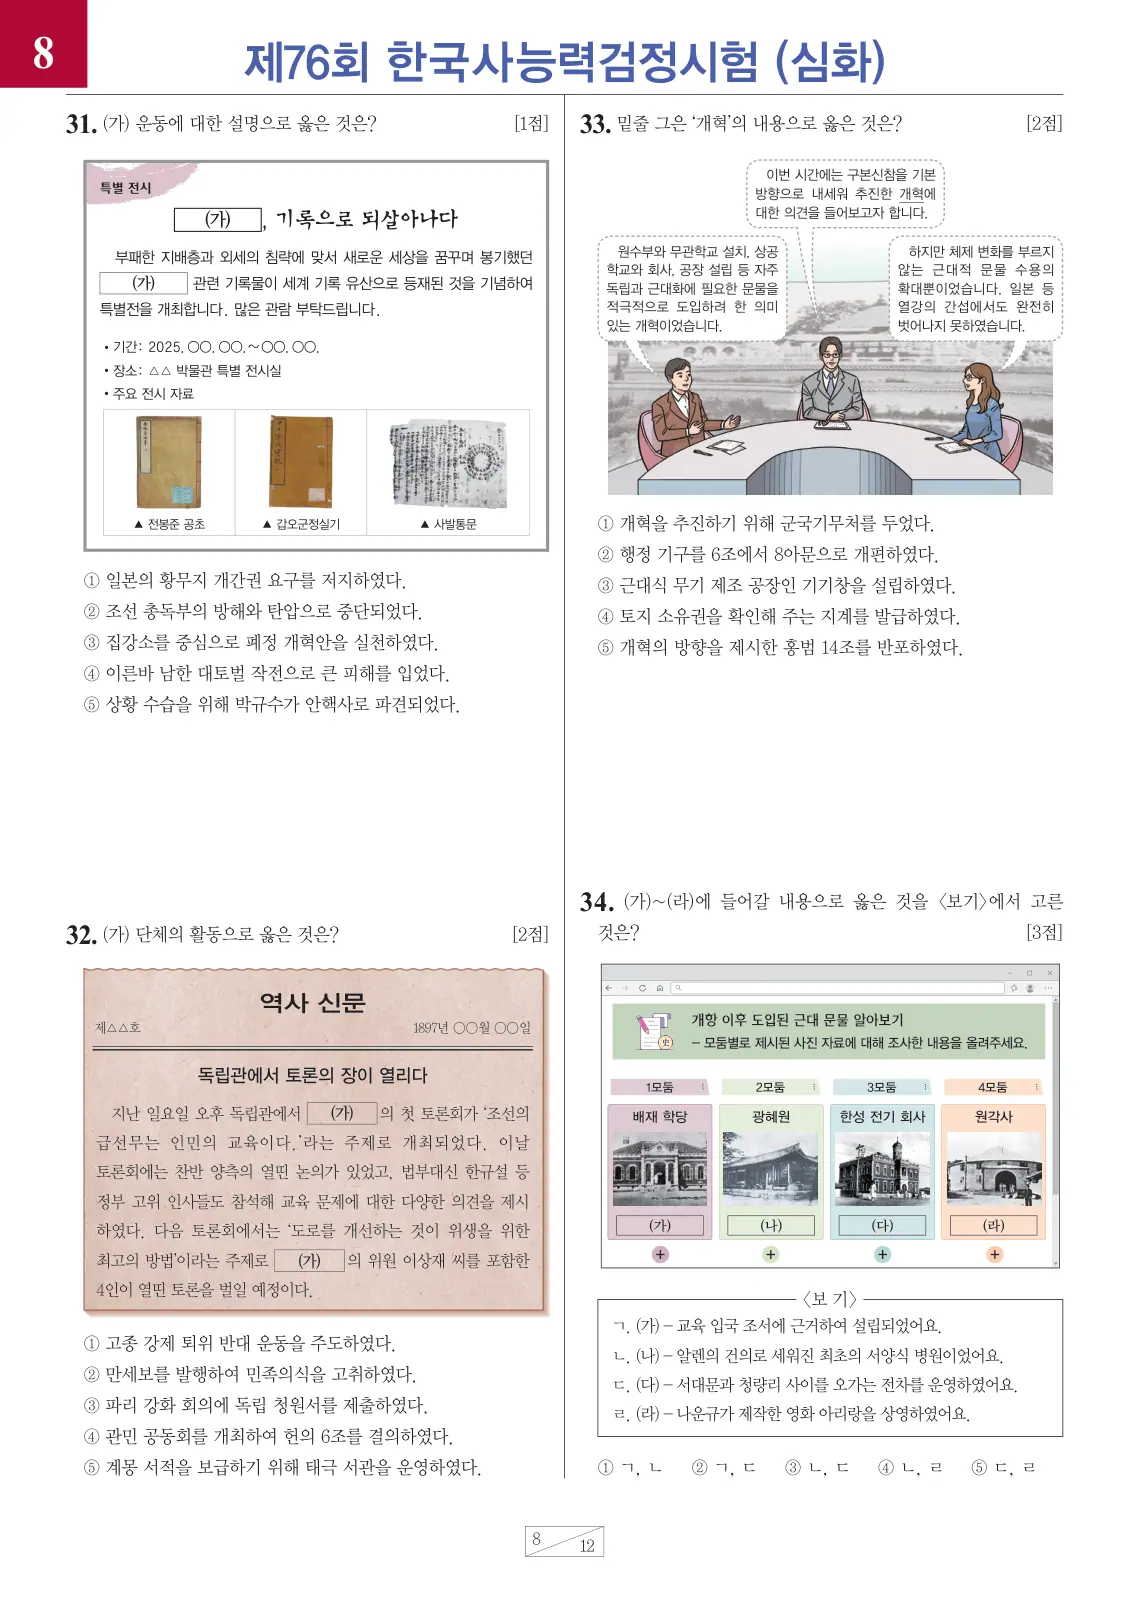 8
제76회 한국사능력검정시험 (심화)
31. (가) 운동에 대한 설명으로 옳은 것은? [1점]
특별 전시
(가), 기록으로 되살아나다
부패한 지배층과 외세의 침략에 맞서 새로운 세상을 꿈꾸며 봉기했던
(가) 관련 기록물이 세계 기록 유산으로 등재된 것을 기념하여
특별전을 개최합니다. 많은 관람 부탁드립니다.
• 기간: 2025. ○○. ○○.～○○. ○○.
• 장소: △△ 박물관 특별 전시실
• 주요 전시 자료
▲ 전봉준 공초
▲ 갑오군정실기
▲ 사발통문
① 일본의 황무지 개간권 요구를 저지하였다.
② 조선 총독부의 방해와 탄압으로 중단되었다.
③ 집강소를 중심으로 폐정 개혁안을 실천하였다.
④ 이른바 남한 대토벌 작전으로 큰 피해를 입었다.
⑤ 상황 수습을 위해 박규수가 안핵사로 파견되었다.
32. (가) 단체의 활동으로 옳은 것은? [2점]
역사 신문
제△△호 1897년 ○○월 ○○일
독립관에서 토론의 장이 열리다
지난 일요일 오후 독립관에서 (가) 의 첫 토론회가 ‘조선의
급선무는 인민의 교육이다.’라는 주제로 개최되었다. 이날
토론회에는 찬반 양측의 열띤 논의가 있었고, 법부대신 한규설 등
정부 고위 인사들도 참석해 교육 문제에 대한 다양한 의견을 제시
하였다. 다음 토론회에서는 ‘도로를 개선하는 것이 위생을 위한
최고의 방법’이라는 주제로 (가) 의 위원 이상재 씨를 포함한
4인이 열띤 토론을 벌일 예정이다.
① 고종 강제 퇴위 반대 운동을 주도하였다.
② 만세보를 발행하여 민족의식을 고취하였다.
③ 파리 강화 회의에 독립 청원서를 제출하였다.
④ 관민 공동회를 개최하여 헌의 6조를 결의하였다.
⑤ 계몽 서적을 보급하기 위해 태극 서관을 운영하였다.
33. 밑줄 그은 ‘개혁’의 내용으로 옳은 것은? [2점]
이번 시간에는 구본신참을 기본
방향으로 내세워 추진한 개혁에
대한 의견을 들어보고자 합니다.
원수부와 무관학교 설치, 상공
학교와 회사, 공장 설립 등 자주
독립과 근대화에 필요한 문물을
적극적으로 도입하려 한 의미
있는 개혁이었습니다.
하지만 체제 변화를 부르지
않는 근대적 문물 수용의
확대뿐이었습니다. 일본 등
열강의 간섭에서도 완전히
벗어나지 못하였습니다.
① 개혁을 추진하기 위해 군국기무처를 두었다.
② 행정 기구를 6조에서 8아문으로 개편하였다.
③ 근대식 무기 제조 공장인 기기창을 설립하였다.
④ 토지 소유권을 확인해 주는 지계를 발급하였다.
⑤ 개혁의 방향을 제시한 홍범 14조를 반포하였다.
34. (가)~(라)에 들어갈 내용으로 옳은 것을 〈보기〉에서 고른
것은? [3점]
개항 이후 도입된 근대 문물 알아보기
– 모둠별로 제시된 사진 자료에 대해 조사한 내용을 올려주세요.
史
1모둠 2모둠 3모둠 4모둠
배재 학당 광혜원 한성 전기 회사 원각사
(가) (나) (다) (라)
+ + + +
〈보 기〉
ㄱ. (가) – 교육 입국 조서에 근거하여 설립되었어요.
ㄴ. (나) – 알렌의 건의로 세워진 최초의 서양식 병원이었어요.
ㄷ. (다) – 서대문과 청량리 사이를 오가는 전차를 운영하였어요.
ㄹ. (라) – 나운규가 제작한 영화 아리랑을 상영하였어요.
① ㄱ, ㄴ ② ㄱ, ㄷ ③ ㄴ, ㄷ ④ ㄴ, ㄹ ⑤ ㄷ, ㄹ
8
12